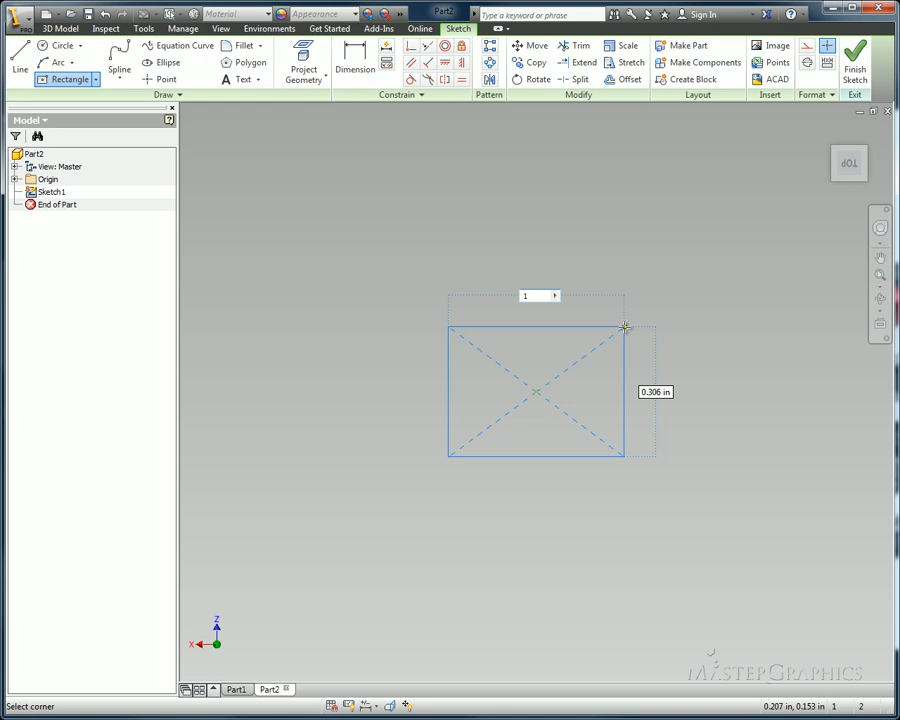 Material
Appearance
Part2
Type a keyword or phrase
Sign In
PRO
3D Model
Inspect
Tools
Manage
View
Environments
Get Started
Add-Ins
Online
Sketch
Line
Circle
Arc
Rectangle
Spline
Equation Curve
Ellipse
Point
Fillet
Polygon
Text
Project
Geometry
Dimension
Move
Copy
Rotate
Trim
Extend
Split
Scale
Stretch
Offset
Make Part
Make Components
Create Block
Image
Points
ACAD
Finish
Sketch
Draw
Constrain
Pattern
Modify
Layout
Insert
Format
Exit
Model
Part2
View: Master
Origin
Sketch1
End of Part
TOP
1
0.306 in
Z
X
MASTERGRAPHICS
Part1
Part2
Select corner
0.207 in, 0.153 in
1
2